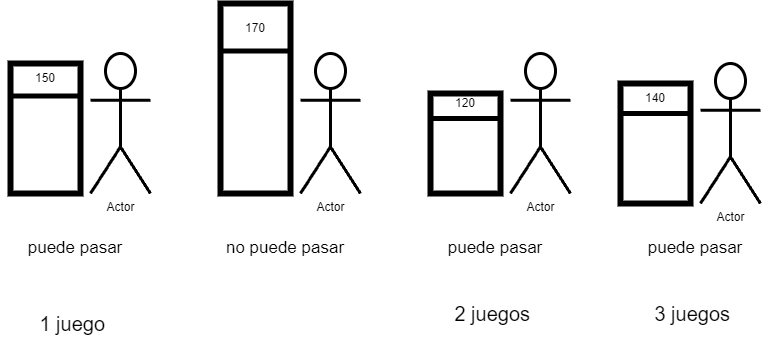 150
170
120
140
Actor
Actor
Actor
Actor
puede pasar
no puede pasar
puede pasar
puede pasar
1 juego
2 juegos
3 juegos